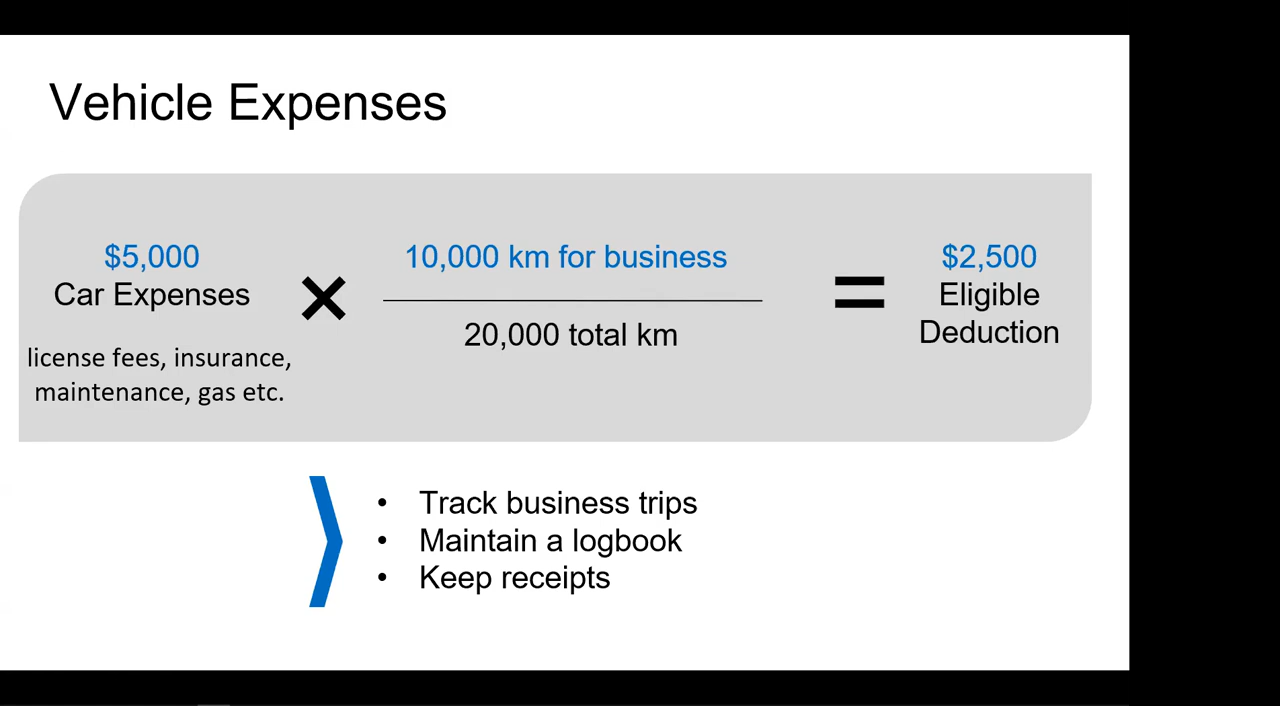 Vehicle Expenses
$5,000
Car Expenses
license fees, insurance,
maintenance, gas etc.
×
10,000 km for business
20,000 total km
=
$2,500
Eligible
Deduction
• Track business trips
• Maintain a logbook
• Keep receipts